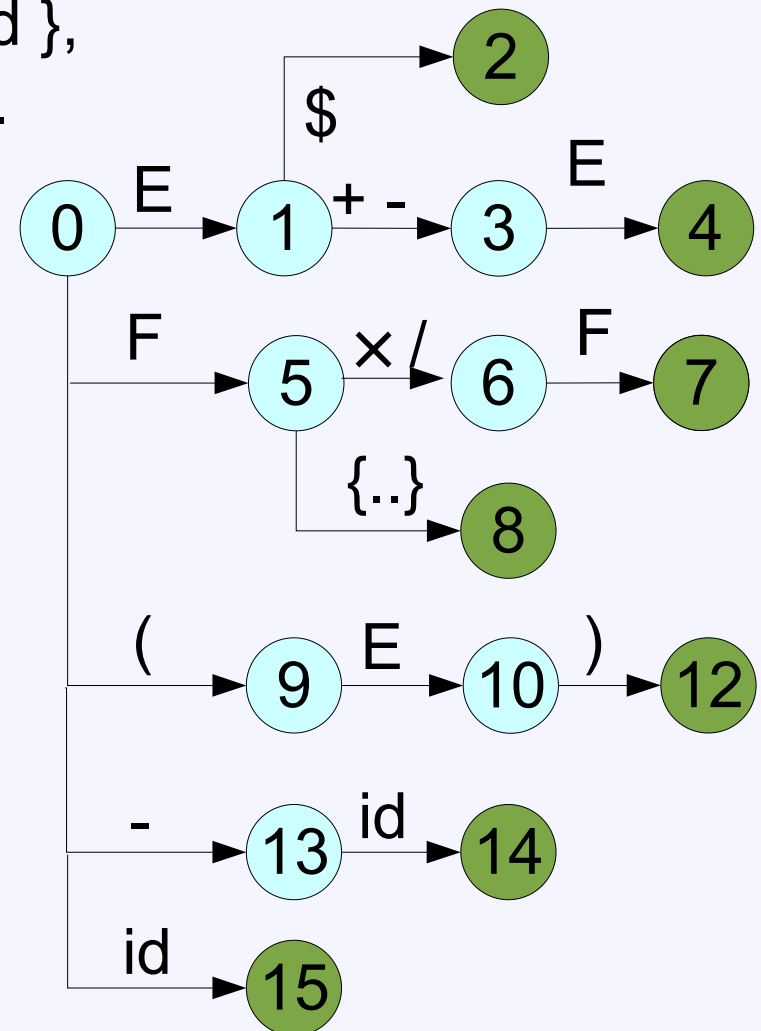 d },
.
2
$
0 E 1 + - 3 E 4
F 5 × / 6 F 7
{..} 8
( 9 E 10 ) 12
- 13 id 14
id 15